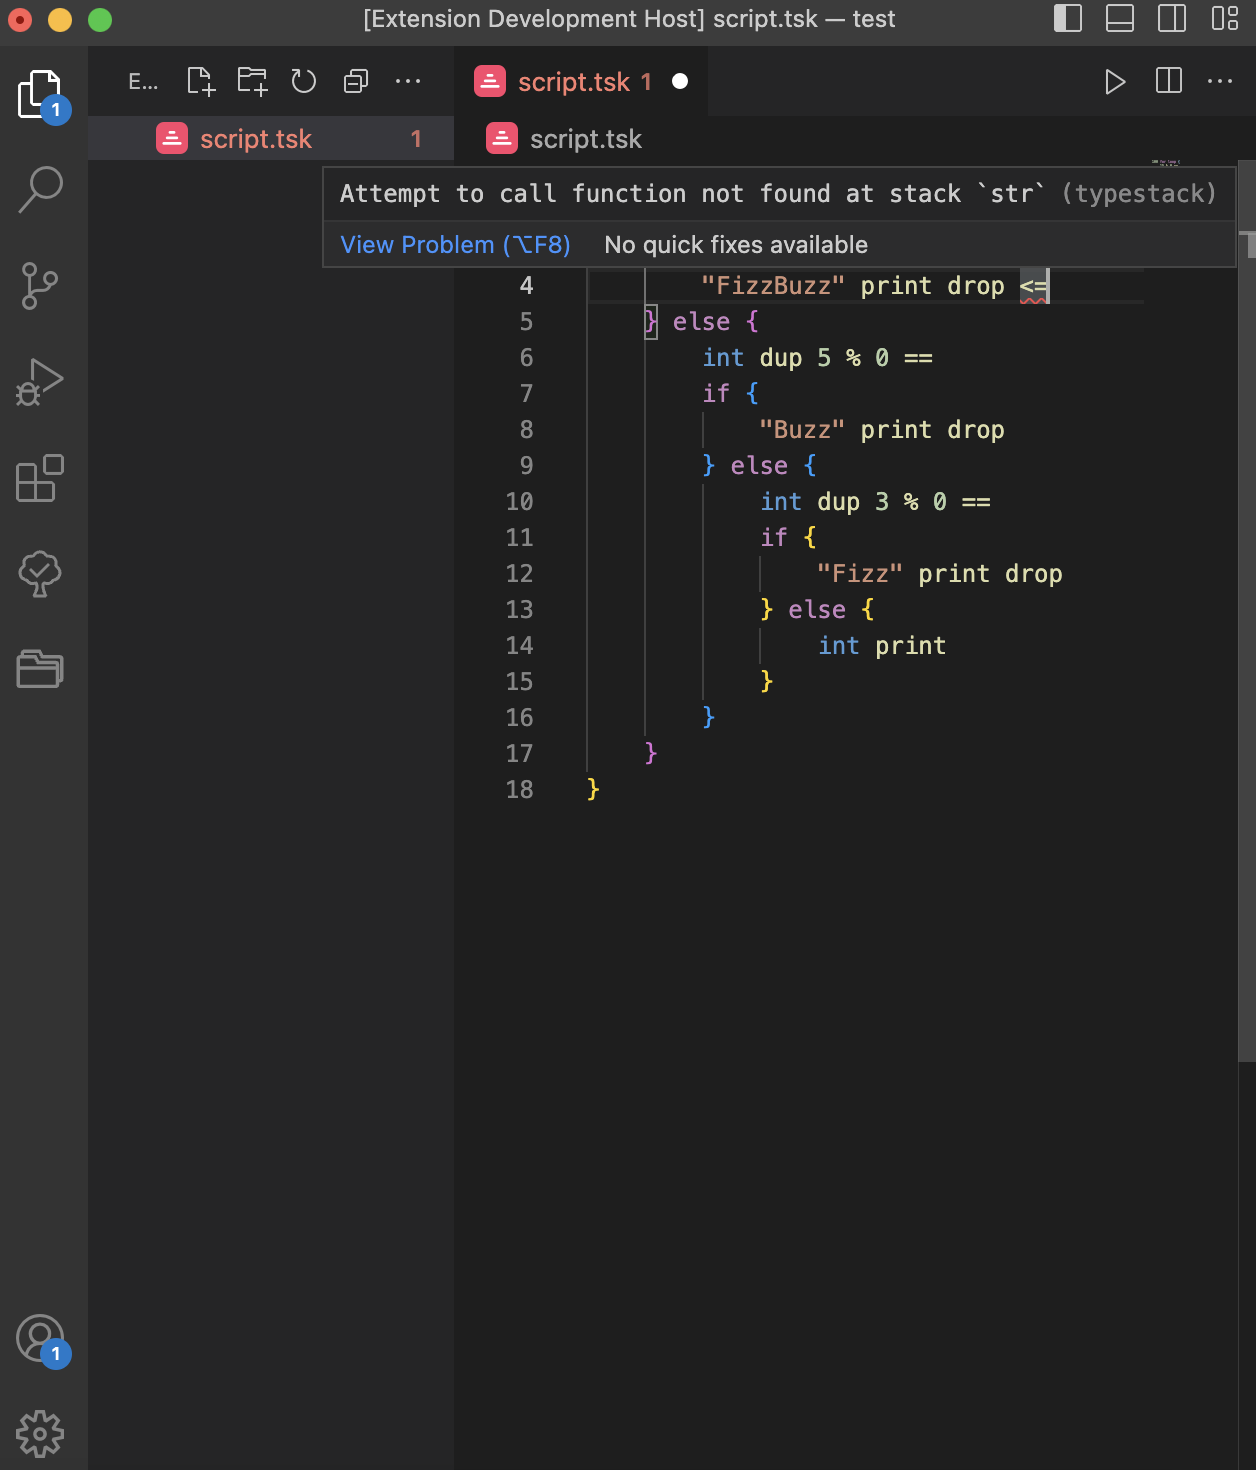 [Extension Development Host] script.tsk — test
E...
script.tsk 1
script.tsk 1
script.tsk
Attempt to call function not found at stack `str` (typestack)
View Problem (⌥F8) No quick fixes available
4 "FizzBuzz" print drop <=
5 } else {
6 int dup 5 % 0 ==
7 if {
8 "Buzz" print drop
9 } else {
10 int dup 3 % 0 ==
11 if {
12 "Fizz" print drop
13 } else {
14 int print
15 }
16 }
17 }
18 }
1
1